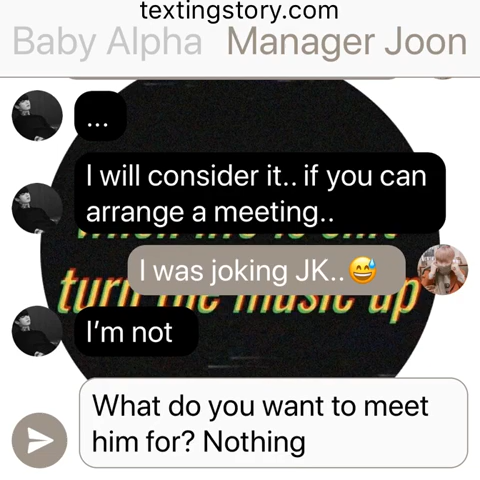 textingstory.com
Baby Alpha Manager Joon
...
I will consider it.. if you can
arrange a meeting..
I was joking JK..😅
turn the music up
I’m not
What do you want to meet
him for? Nothing